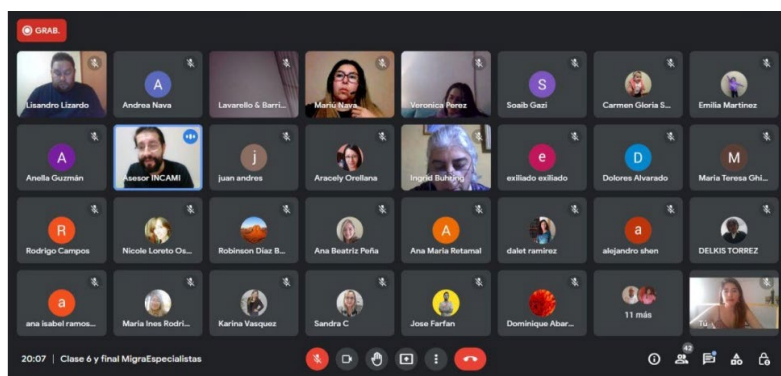 GRAB.
Lisandro Lizardo
A
Andrea Nava
Lavarello & Barri...
Mariú Nava
Veronica Perez
S
Soaib Gazi
Carmen Gloria S...
Emilia Martinez
A
Anella Guzmán
Asesor INCAMI
j
juan andres
Aracely Orellana
Ingrid Buhring
e
exiliado exiliado
D
Dolores Alvarado
M
Maria Teresa Ghi...
R
Rodrigo Campos
Nicole Loreto Os...
Robinson Diaz B...
Ana Beatriz Peña
A
Ana Maria Retamal
dalet ramirez
a
alejandro shen
DELKIS TORREZ
a
ana isabel ramos...
Maria Ines Rodri...
Karina Vasquez
Sandra C
Jose Farfan
Dominique Abar...
11 más
Tú
20:07 | Clase 6 y final MigraEspecialistas
42